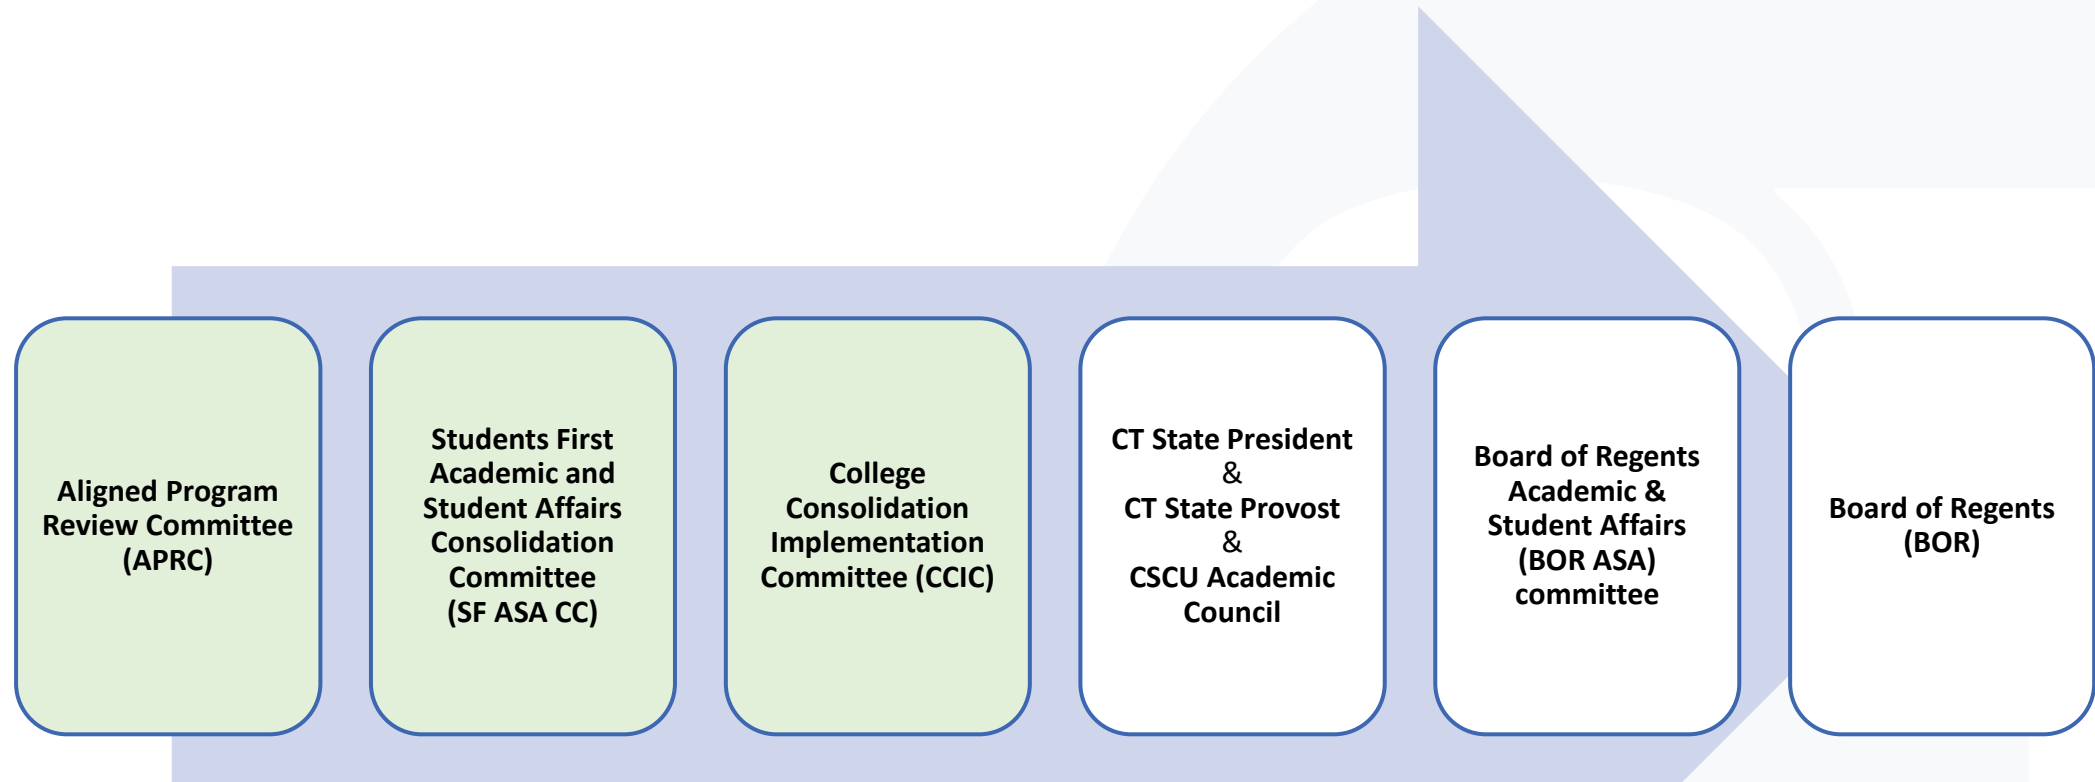 Aligned Program
Review Committee
(APRC)
Students First
Academic and
Student Affairs
Consolidation
Committee
(SF ASA CC)
College
Consolidation
Implementation
Committee (CCIC)
CT State President
&
CT State Provost
&
CSCU Academic
Council
Board of Regents
Academic &
Student Affairs
(BOR ASA)
committee
Board of Regents
(BOR)